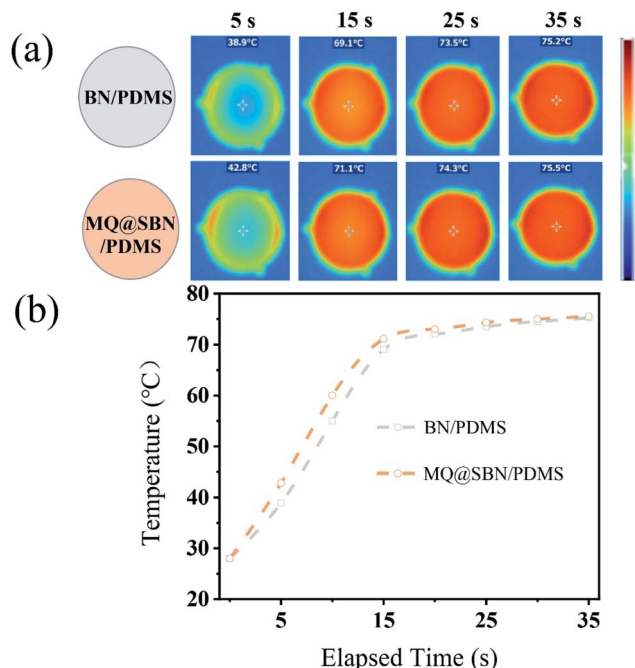 (a)
5 s 15 s 25 s 35 s
BN/PDMS
38.9°C 69.1°C 73.5°C 75.2°C
MQ@SBN
/PDMS
42.8°C 71.1°C 74.3°C 75.5°C
(b)
Temperature (℃)
80
70
60
50
40
30
20
BN/PDMS
MQ@SBN/PDMS
5 15 25 35
Elapsed Time (s)